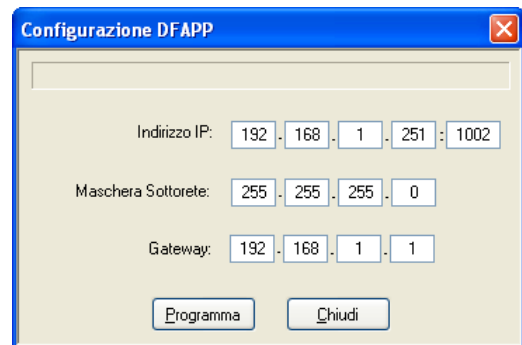 Configurazione DFAPP
Indirizzo IP: 192 . 168 . 1 . 251 : 1002
Maschera Sottorete: 255 . 255 . 255 . 0
Gateway: 192 . 168 . 1 . 1
Programma Chiudi